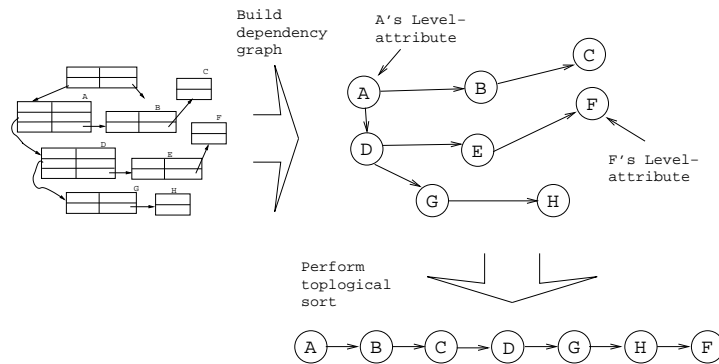 Build
dependency
graph
A's Level-
attribute
C
A
B
F
D
E
G
H
A
B
C
D
E
F
G
H
F's Level-
attribute
Perform
toplogical
sort
A
B
C
D
G
H
F